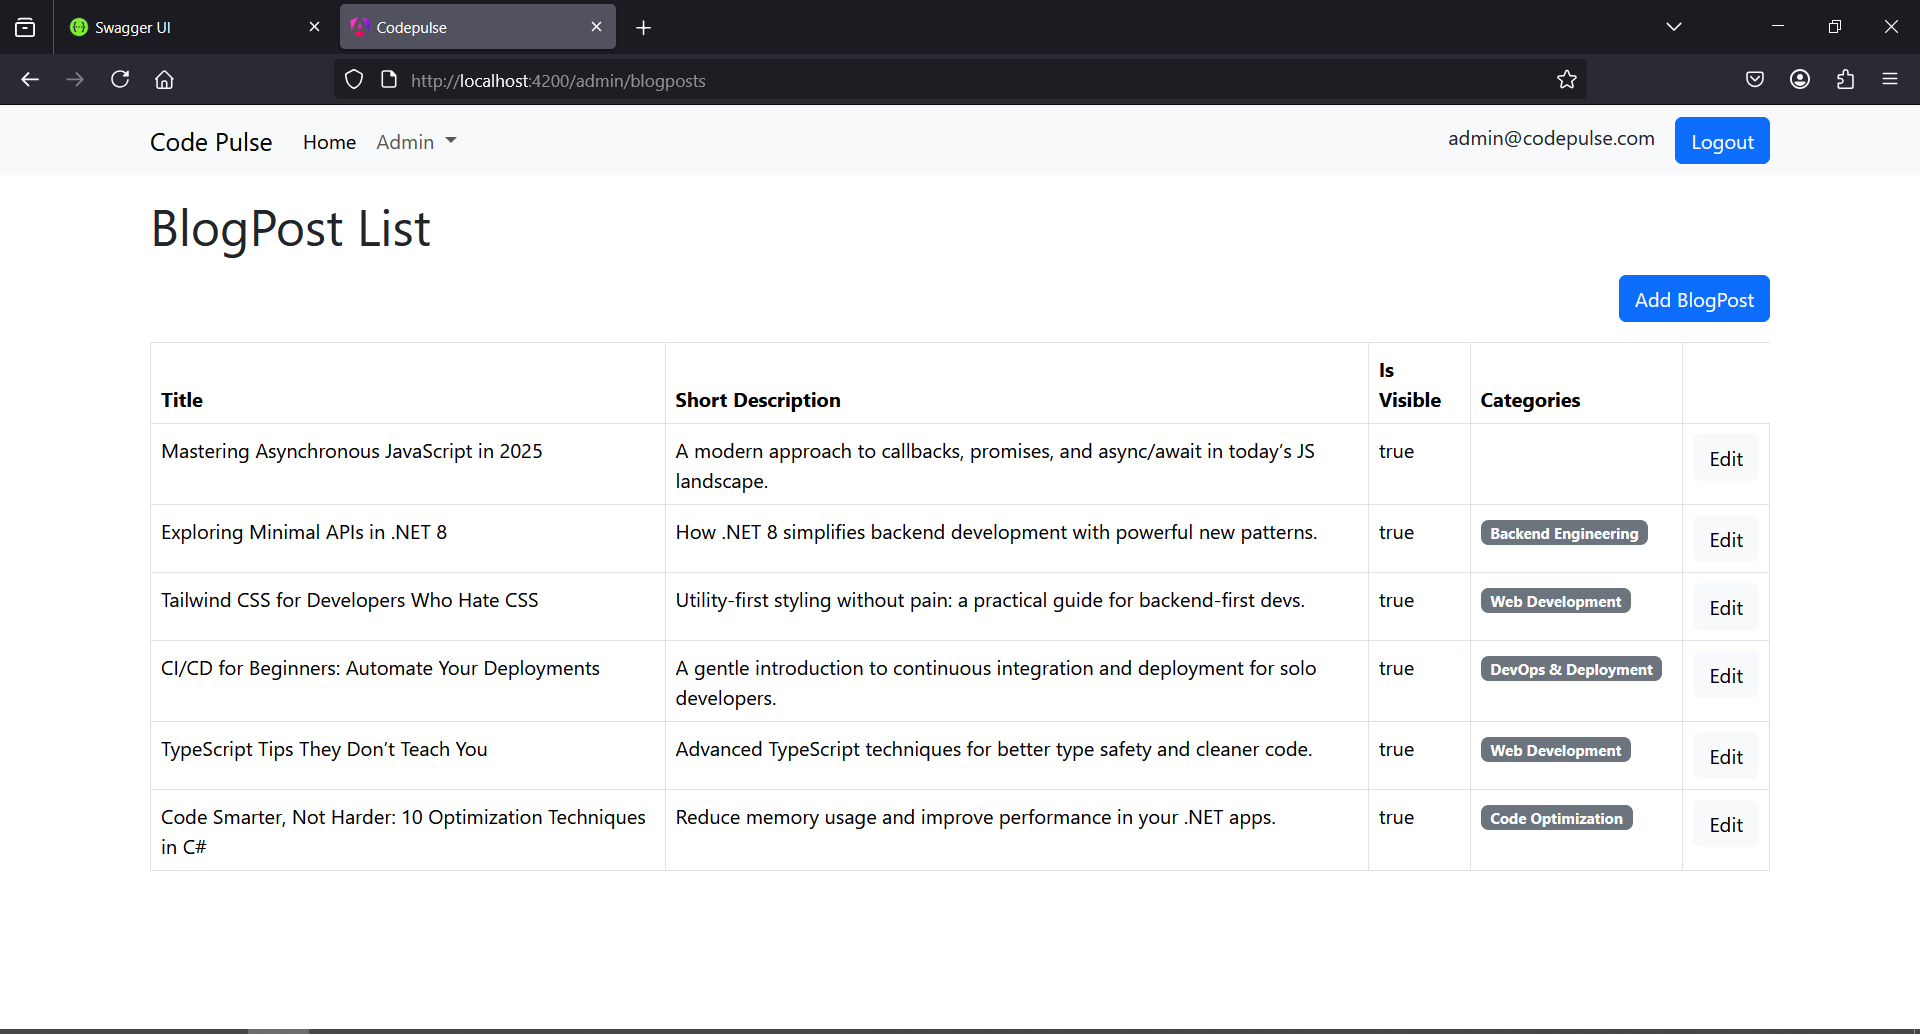 Swagger UI
Codepulse
http://localhost:4200/admin/blogposts
Code Pulse
Home
Admin
admin@codepulse.com
Logout
BlogPost List
Add BlogPost
Title
Short Description
Is
Visible
Categories
Mastering Asynchronous JavaScript in 2025
A modern approach to callbacks, promises, and async/await in today’s JS
landscape.
true
Edit
Exploring Minimal APIs in .NET 8
How .NET 8 simplifies backend development with powerful new patterns.
true
Backend Engineering
Edit
Tailwind CSS for Developers Who Hate CSS
Utility-first styling without pain: a practical guide for backend-first devs.
true
Web Development
Edit
CI/CD for Beginners: Automate Your Deployments
A gentle introduction to continuous integration and deployment for solo
developers.
true
DevOps & Deployment
Edit
TypeScript Tips They Don’t Teach You
Advanced TypeScript techniques for better type safety and cleaner code.
true
Web Development
Edit
Code Smarter, Not Harder: 10 Optimization Techniques
in C#
Reduce memory usage and improve performance in your .NET apps.
true
Code Optimization
Edit